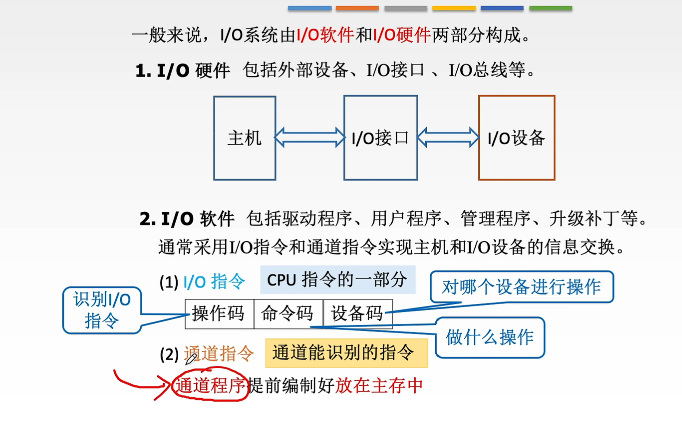 一般来说，I/O系统由I/O软件和I/O硬件两部分构成。
1. I/O 硬件 包括外部设备、I/O接口 、I/O总线等。
主机
I/O接口
I/O设备
2. I/O 软件 包括驱动程序、用户程序、管理程序、升级补丁等。
通常采用I/O指令和通道指令实现主机和I/O设备的信息交换。
(1) I/O 指令 CPU 指令的一部分
对哪个设备进行操作
识别I/O
指令
操作码 命令码 设备码
做什么操作
(2) 通道指令 通道能识别的指令
通道程序提前编制好放在主存中